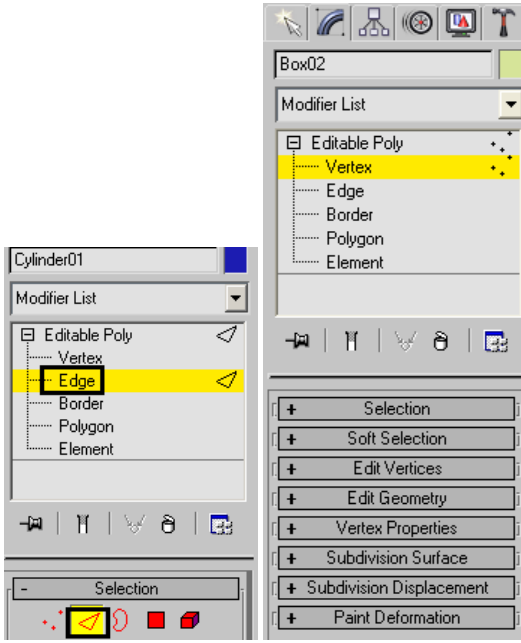 Cylinder01
Modifier List
Editable Poly
Vertex
Edge
Border
Polygon
Element
- Selection
Box02
Modifier List
Editable Poly
Vertex
Edge
Border
Polygon
Element
+ Selection
+ Soft Selection
+ Edit Vertices
+ Edit Geometry
+ Vertex Properties
+ Subdivision Surface
+ Subdivision Displacement
+ Paint Deformation